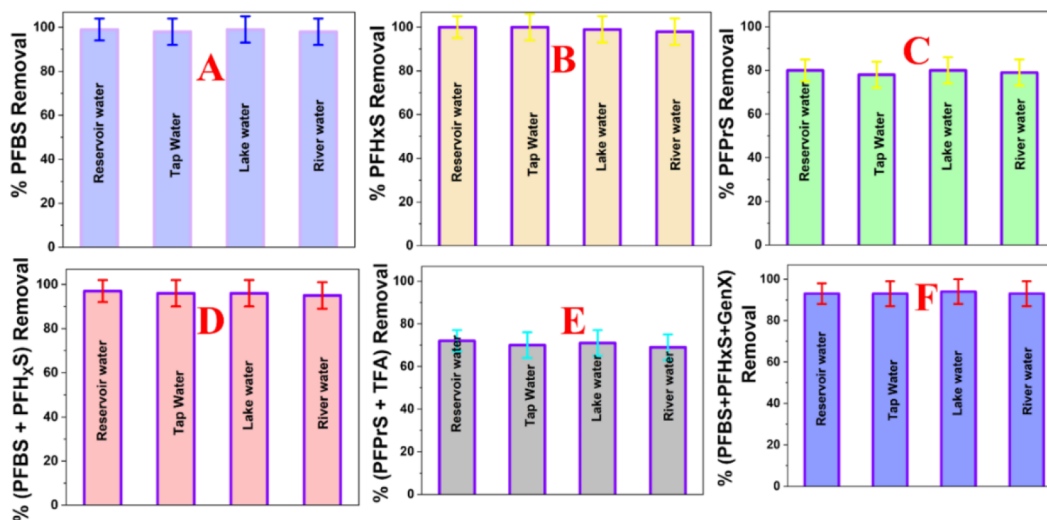 % PFBS Removal
100
80
60
40
20
0
Reservoir water
Tap Water
Lake water
River water
A
% PFHxS Removal
100
80
60
40
20
0
Reservoir water
Tap Water
Lake water
River water
B
% PFPrS Removal
100
80
60
40
20
0
Reservoir water
Tap Water
Lake water
River water
C
% (PFBS + PFHxS) Removal
100
80
60
40
20
0
Reservoir water
Tap Water
Lake water
River water
D
% (PFPrS + TFA) Removal
100
80
60
40
20
0
Reservoir water
Tap Water
Lake water
River water
E
% (PFBS+PFHxS+GenX)
Removal
100
80
60
40
20
0
Reservoir water
Tap Water
Lake water
River water
F